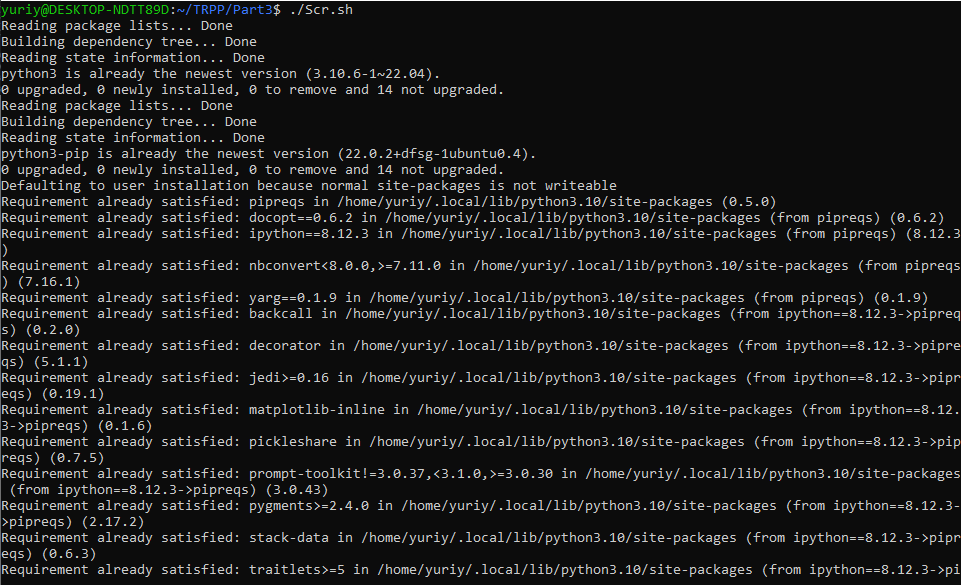 yuriy@DESKTOP-NDTT89D:~/TRPP/Part3$ ./Scr.sh
Reading package lists... Done
Building dependency tree... Done
Reading state information... Done
python3 is already the newest version (3.10.6-1~22.04).
0 upgraded, 0 newly installed, 0 to remove and 14 not upgraded.
Reading package lists... Done
Building dependency tree... Done
Reading state information... Done
python3-pip is already the newest version (22.0.2+dfsg-1ubuntu0.4).
0 upgraded, 0 newly installed, 0 to remove and 14 not upgraded.
Defaulting to user installation because normal site-packages is not writeable
Requirement already satisfied: pipreqs in /home/yuriy/.local/lib/python3.10/site-packages (0.5.0)
Requirement already satisfied: docopt==0.6.2 in /home/yuriy/.local/lib/python3.10/site-packages (from pipreqs) (0.6.2)
Requirement already satisfied: ipython==8.12.3 in /home/yuriy/.local/lib/python3.10/site-packages (from pipreqs) (8.12.3
)
Requirement already satisfied: nbconvert<8.0.0,>=7.11.0 in /home/yuriy/.local/lib/python3.10/site-packages (from pipreqs
) (7.16.1)
Requirement already satisfied: yarg==0.1.9 in /home/yuriy/.local/lib/python3.10/site-packages (from pipreqs) (0.1.9)
Requirement already satisfied: backcall in /home/yuriy/.local/lib/python3.10/site-packages (from ipython==8.12.3->pipreq
s) (0.2.0)
Requirement already satisfied: decorator in /home/yuriy/.local/lib/python3.10/site-packages (from ipython==8.12.3->pipre
qs) (5.1.1)
Requirement already satisfied: jedi>=0.16 in /home/yuriy/.local/lib/python3.10/site-packages (from ipython==8.12.3->pipr
eqs) (0.19.1)
Requirement already satisfied: matplotlib-inline in /home/yuriy/.local/lib/python3.10/site-packages (from ipython==8.12.
3->pipreqs) (0.1.6)
Requirement already satisfied: pickleshare in /home/yuriy/.local/lib/python3.10/site-packages (from ipython==8.12.3->pip
reqs) (0.7.5)
Requirement already satisfied: prompt-toolkit!=3.0.37,<3.1.0,>=3.0.30 in /home/yuriy/.local/lib/python3.10/site-packages
 (from ipython==8.12.3->pipreqs) (3.0.43)
Requirement already satisfied: pygments>=2.4.0 in /home/yuriy/.local/lib/python3.10/site-packages (from ipython==8.12.3-
>pipreqs) (2.17.2)
Requirement already satisfied: stack-data in /home/yuriy/.local/lib/python3.10/site-packages (from ipython==8.12.3->pipr
eqs) (0.6.3)
Requirement already satisfied: traitlets>=5 in /home/yuriy/.local/lib/python3.10/site-packages (from ipython==8.12.3->pi